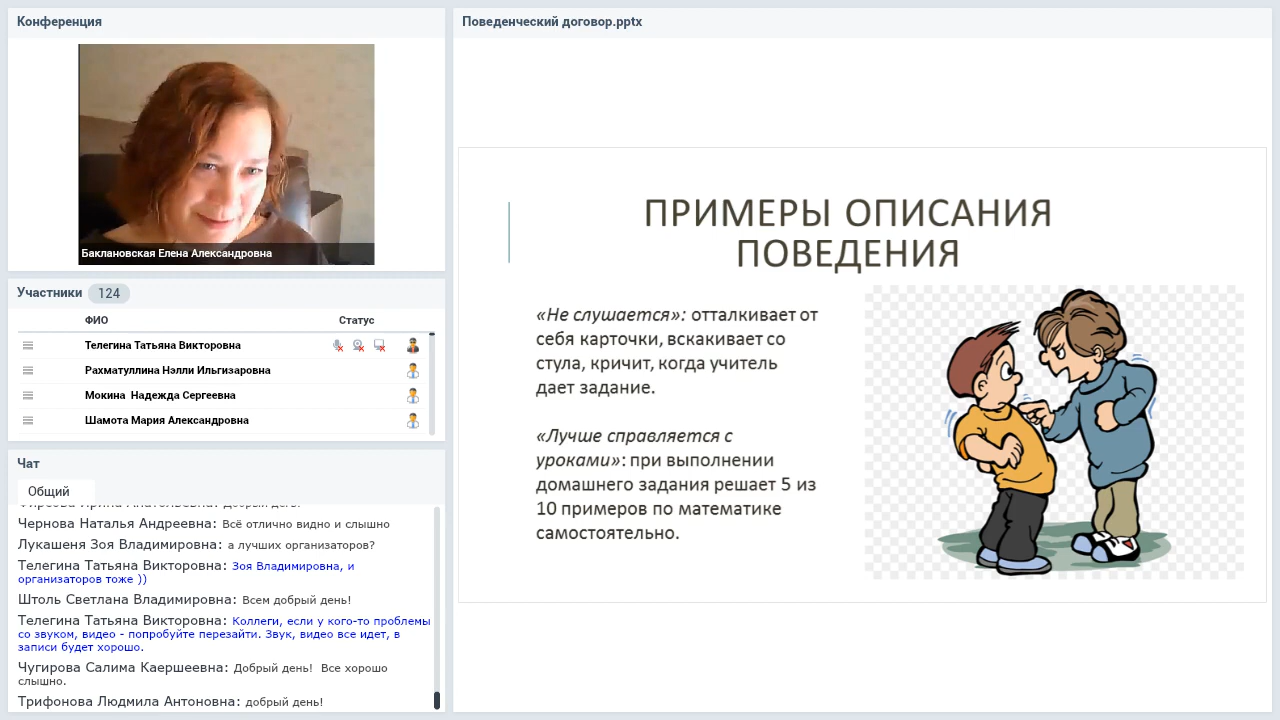 Конференция
Баклановская Елена Александровна
Участники 124
ФИО Статус
Телегина Татьяна Викторовна
Рахматуллина Нэлли Ильгизаровна
Мокина Надежда Сергеевна
Шамота Мария Александровна
Чат
Общий
Чернова Наталья Андреевна: Всё отлично видно и слышно
Лукашеня Зоя Владимировна: а лучших организаторов?
Телегина Татьяна Викторовна: Зоя Владимировна, и
организаторов тоже ))
Штоль Светлана Владимировна: Всем добрый день!
Телегина Татьяна Викторовна: Коллеги, если у кого-то проблемы
со звуком, видео - попробуйте перезайти. Звук, видео все идет, в
записи будет хорошо.
Чугирова Салима Каершеевна: Добрый день! Все хорошо
слышно.
Трифонова Людмила Антоновна: добрый день!
Поведенческий договор.pptx
ПРИМЕРЫ ОПИСАНИЯ
ПОВЕДЕНИЯ
«Не слушается»: отталкивает от
себя карточки, вскакивает со
стула, кричит, когда учитель
дает задание.
«Лучше справляется с
уроками»: при выполнении
домашнего задания решает 5 из
10 примеров по математике
самостоятельно.